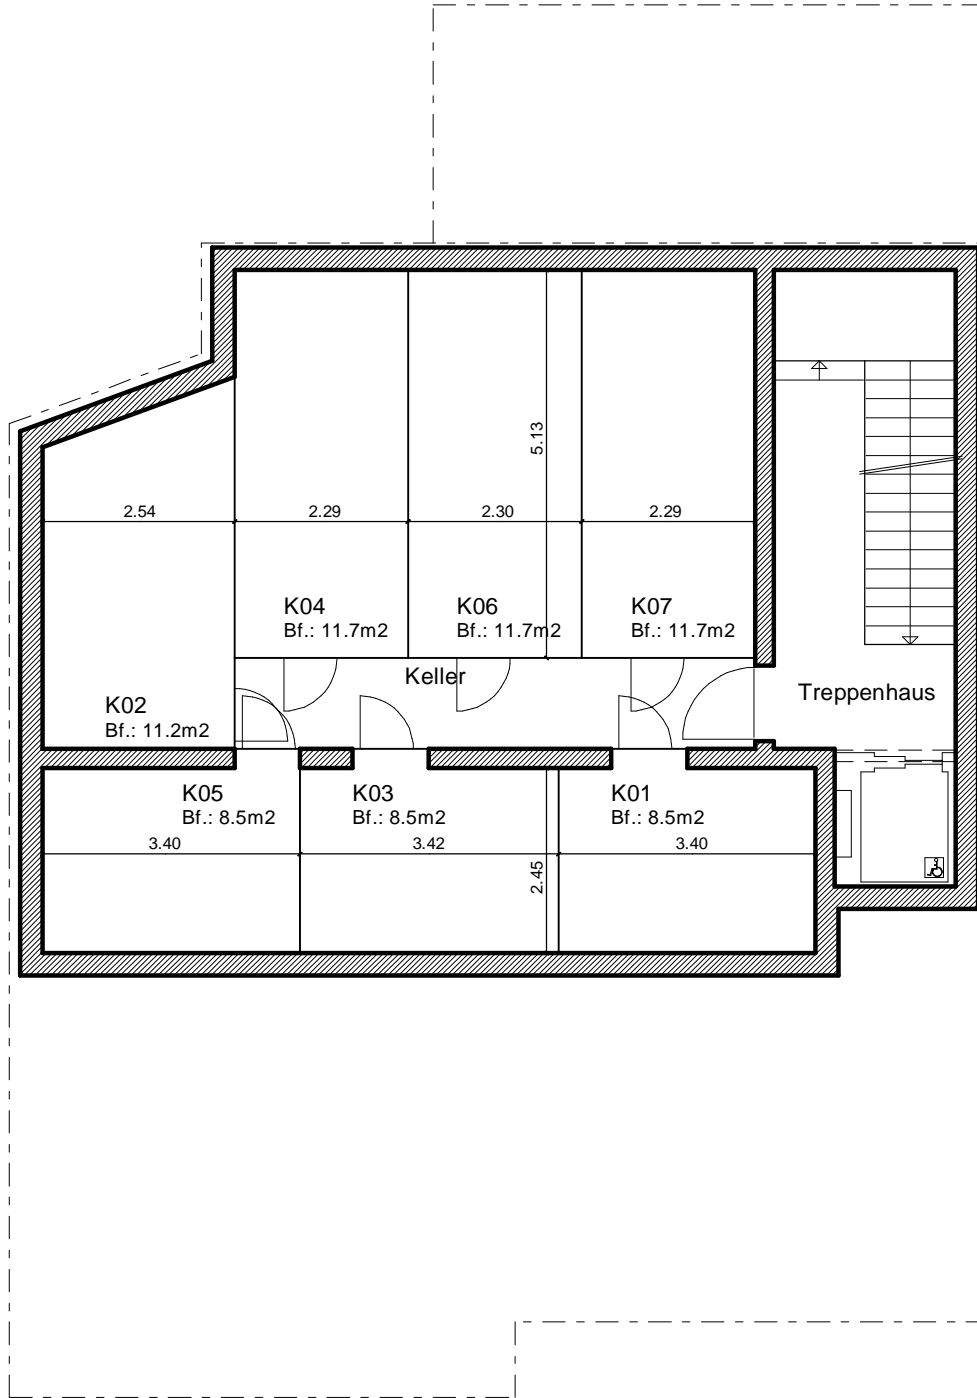 5.13
2.54
2.29
2.30
2.29
K04
Bf.: 11.7m2
K06
Bf.: 11.7m2
K07
Bf.: 11.7m2
Keller
Treppenhaus
K02
Bf.: 11.2m2
K05
Bf.: 8.5m2
K03
Bf.: 8.5m2
K01
Bf.: 8.5m2
3.40
3.42
3.40
2.45